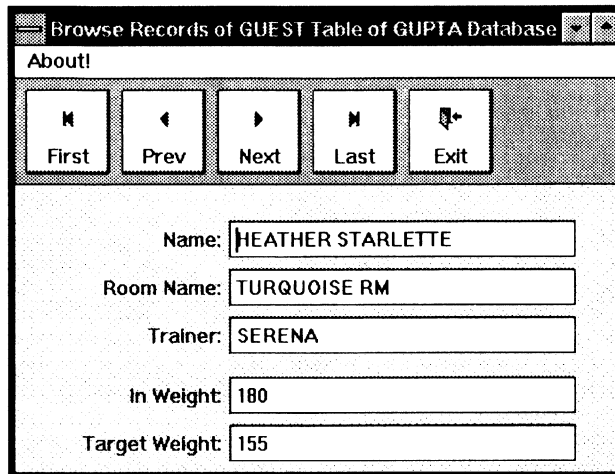 Browse Records of GUEST Table of GUPTA Database
About!
First Prev Next Last Exit
Name: HEATHER STARLETTE
Room Name: TURQUOISE RM
Trainer: SERENA
In Weight: 180
Target Weight: 155